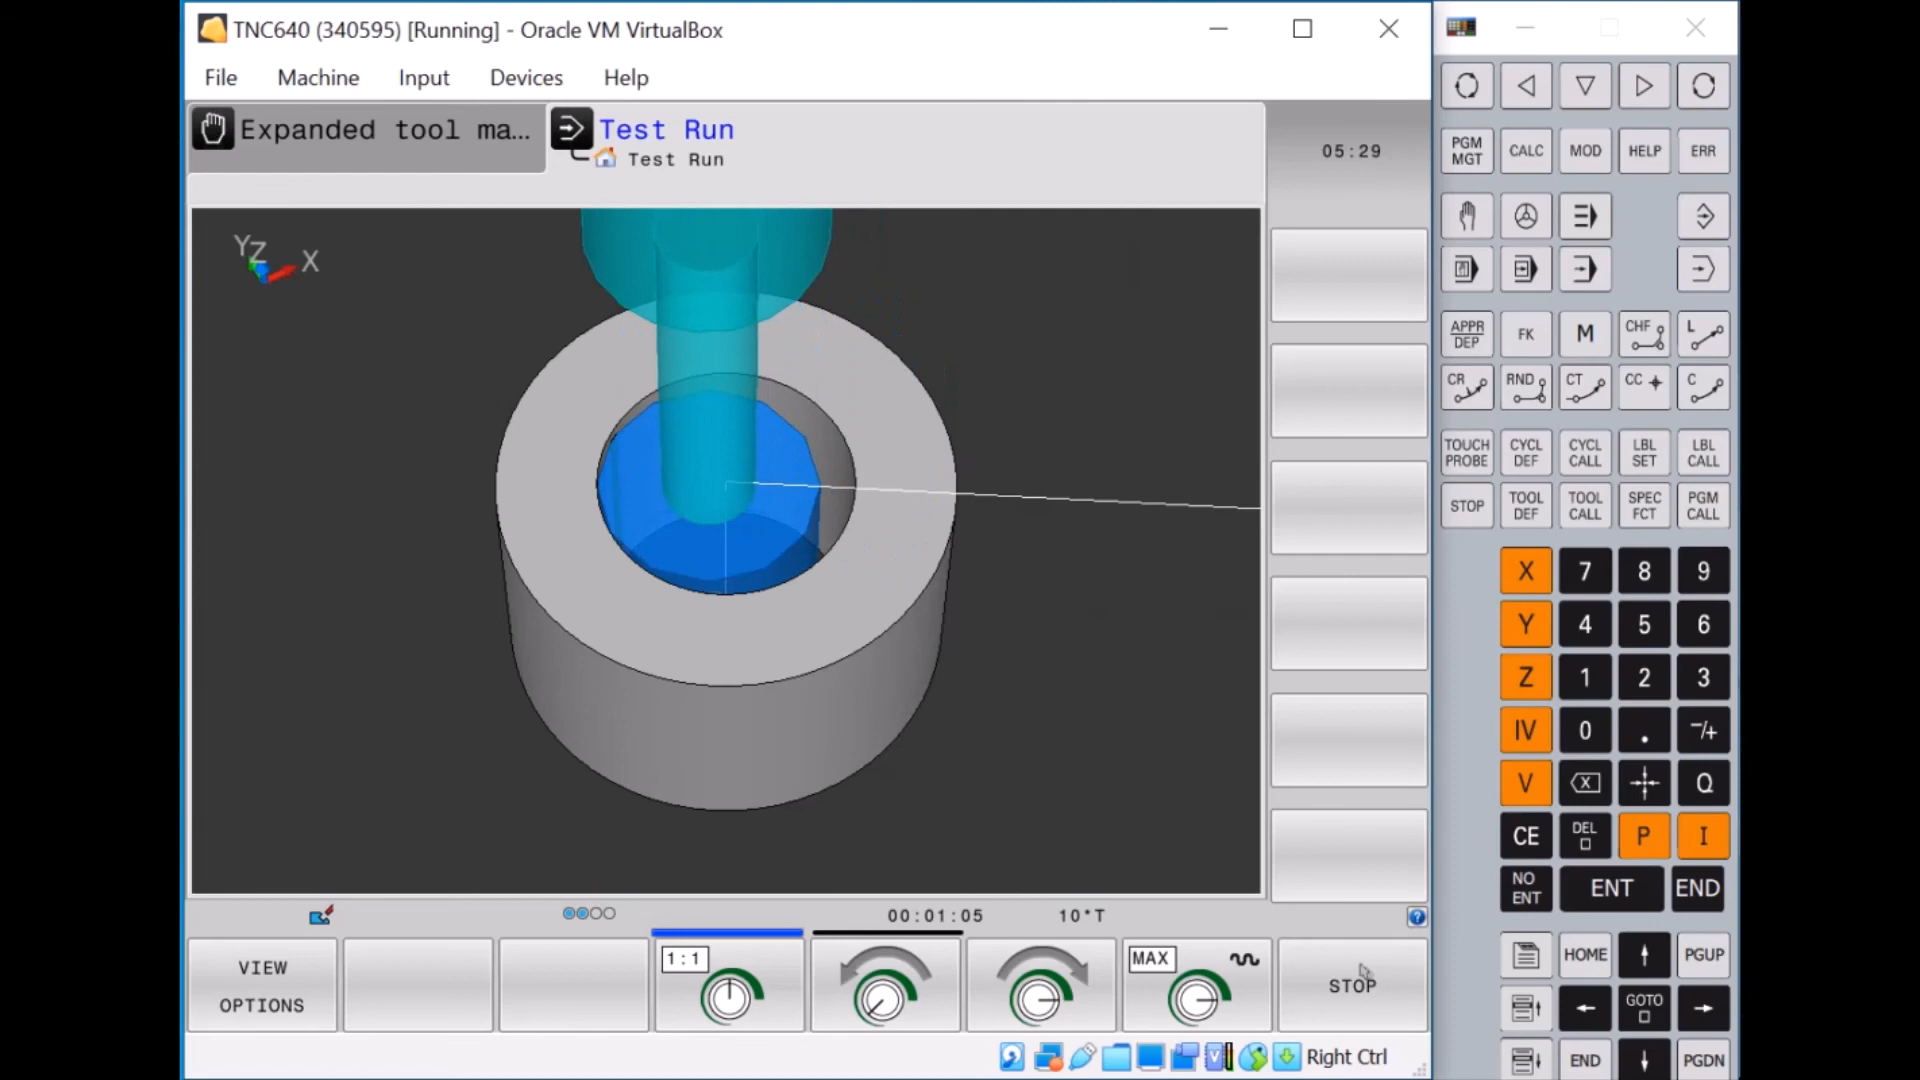 TNC640 (340595) [Running] - Oracle VM VirtualBox
File Machine Input Devices Help
Expanded tool ma...
Test Run
Test Run
05:29
Y
Z
X
00:01:05 10*T
VIEW
OPTIONS
1:1
MAX
STOP
Right Ctrl
PGM
MGT
CALC
MOD
HELP
ERR
APPR
DEP
FK
M
CHF
L
CR
RND
CT
CC
C
TOUCH
PROBE
CYCL
DEF
CYCL
CALL
LBL
SET
LBL
CALL
STOP
TOOL
DEF
TOOL
CALL
SPEC
FCT
PGM
CALL
X 7 8 9
Y 4 5 6
Z 1 2 3
IV 0 . -/+
V X Q
CE
DEL
P I
NO
ENT
ENT
END
HOME
PGUP
GOTO
END
PGDN